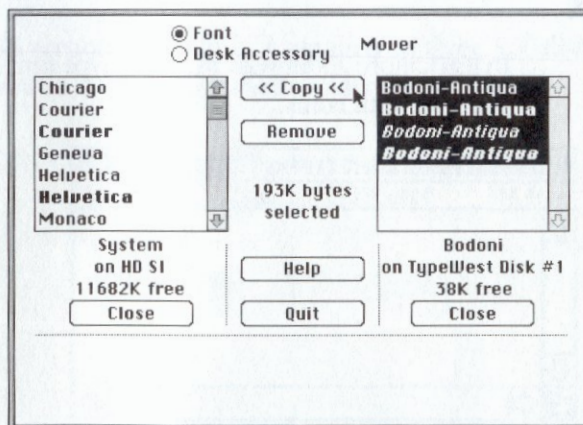 Font
Desk Accessory
Mover
Chicago
Courier
Courier
Geneva
Helvetica
Helvetica
Monaco
<< Copy <<
Remove
193K bytes
selected
Bodoni-Antiqua
Bodoni-Antiqua
Bodoni-Antiqua
Bodoni-Antiqua
System
on HD SI
11682K free
Close
Help
Quit
Bodoni
on TypeWest Disk #1
38K free
Close